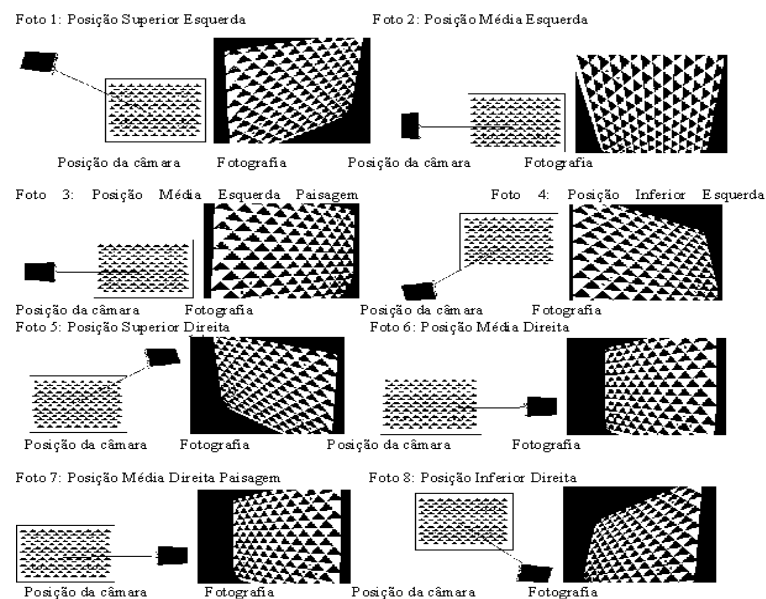 Foto 1: Posição Superior Esquerda Foto 2: Posição Média Esquerda
Posição da câmara Fotografia Posição da câmara Fotografia
Foto 3: Posição Média Esquerda Paisagem Foto 4: Posição Inferior Esquerda
Posição da câmara Fotografia Posição da câmara Fotografia
Foto 5: Posição Superior Direita Foto 6: Posição Média Direita
Posição da câmara Fotografia Posição da câmara Fotografia
Foto 7: Posição Média Direita Paisagem Foto 8: Posição Inferior Direita
Posição da câmara Fotografia Posição da câmara Fotografia